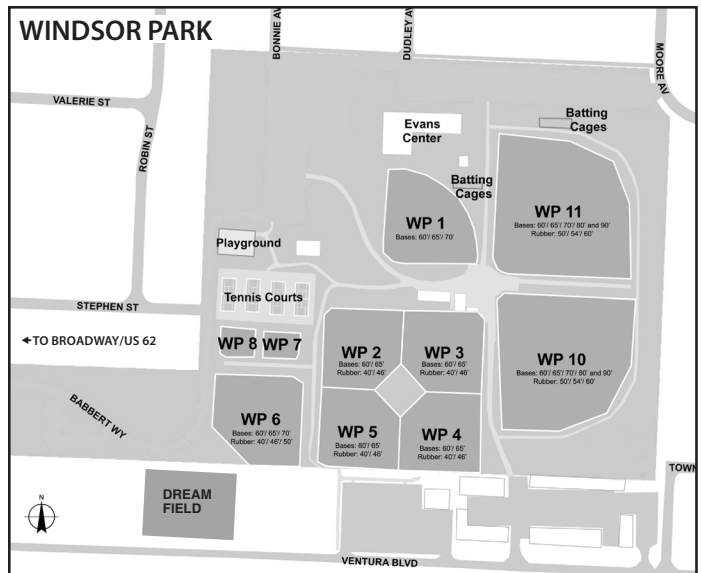 WINDSOR PARK
BONNIE AV
DUDLEY AV
MOORE AV
VALERIE ST
ROBIN ST
Evans
Center
Batting
Cages
Batting
Cages
WP 1
Bases: 60'/ 65'/ 70'
WP 11
Bases: 60'/ 65'/ 70'/ 80' and 90'
Rubber: 50'/ 54'/ 60'
Playground
Tennis Courts
STEPHEN ST
TO BROADWAY/US 62
WP 8
WP 7
WP 2
Bases: 60'/ 65'
Rubber: 40'/ 46'
WP 3
Bases: 60'/ 65'
Rubber: 40'/ 46'
WP 10
Bases: 60'/ 65'/ 70'/ 80' and 90'
Rubber: 50'/ 54'/ 60'
BABBERT WY
WP 6
Bases: 60'/ 65'/ 70'
Rubber: 40'/ 46'/ 50'
WP 5
Bases: 60'/ 65'
Rubber: 40'/ 46'
WP 4
Bases: 60'/ 65'
Rubber: 40'/ 46'
TOWN
N
DREAM
FIELD
VENTURA BLVD